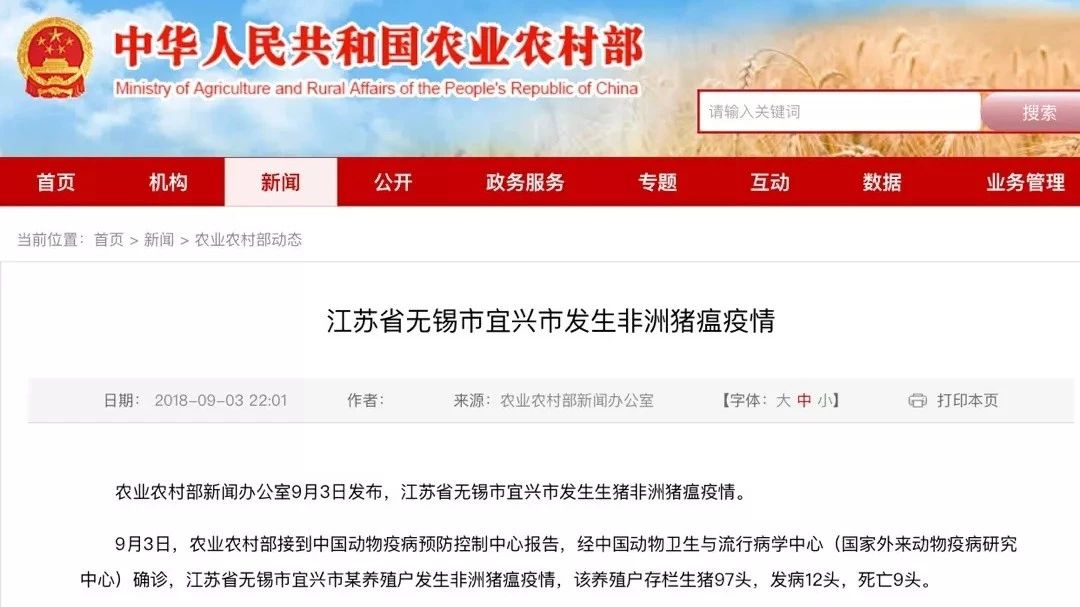 中华人民共和国农业农村部
Ministry of Agriculture and Rural Affairs of the People's Republic of China
请输入关键词 搜索
首页 机构 新闻 公开 政务服务 专题 互动 数据 业务管理
当前位置：首页 > 新闻 > 农业农村部动态
江苏省无锡市宜兴市发生非洲猪瘟疫情
日期： 2018-09-03 22:01 作者： 来源：农业农村部新闻办公室 【字体：大 中 小】 打印本页
农业农村部新闻办公室9月3日发布，江苏省无锡市宜兴市发生生猪非洲猪瘟疫情。
9月3日，农业农村部接到中国动物疫病预防控制中心报告，经中国动物卫生与流行病学中心（国家外来动物疫病研究
中心）确诊，江苏省无锡市宜兴市某养殖户发生非洲猪瘟疫情，该养殖户存栏生猪97头，发病12头，死亡9头。